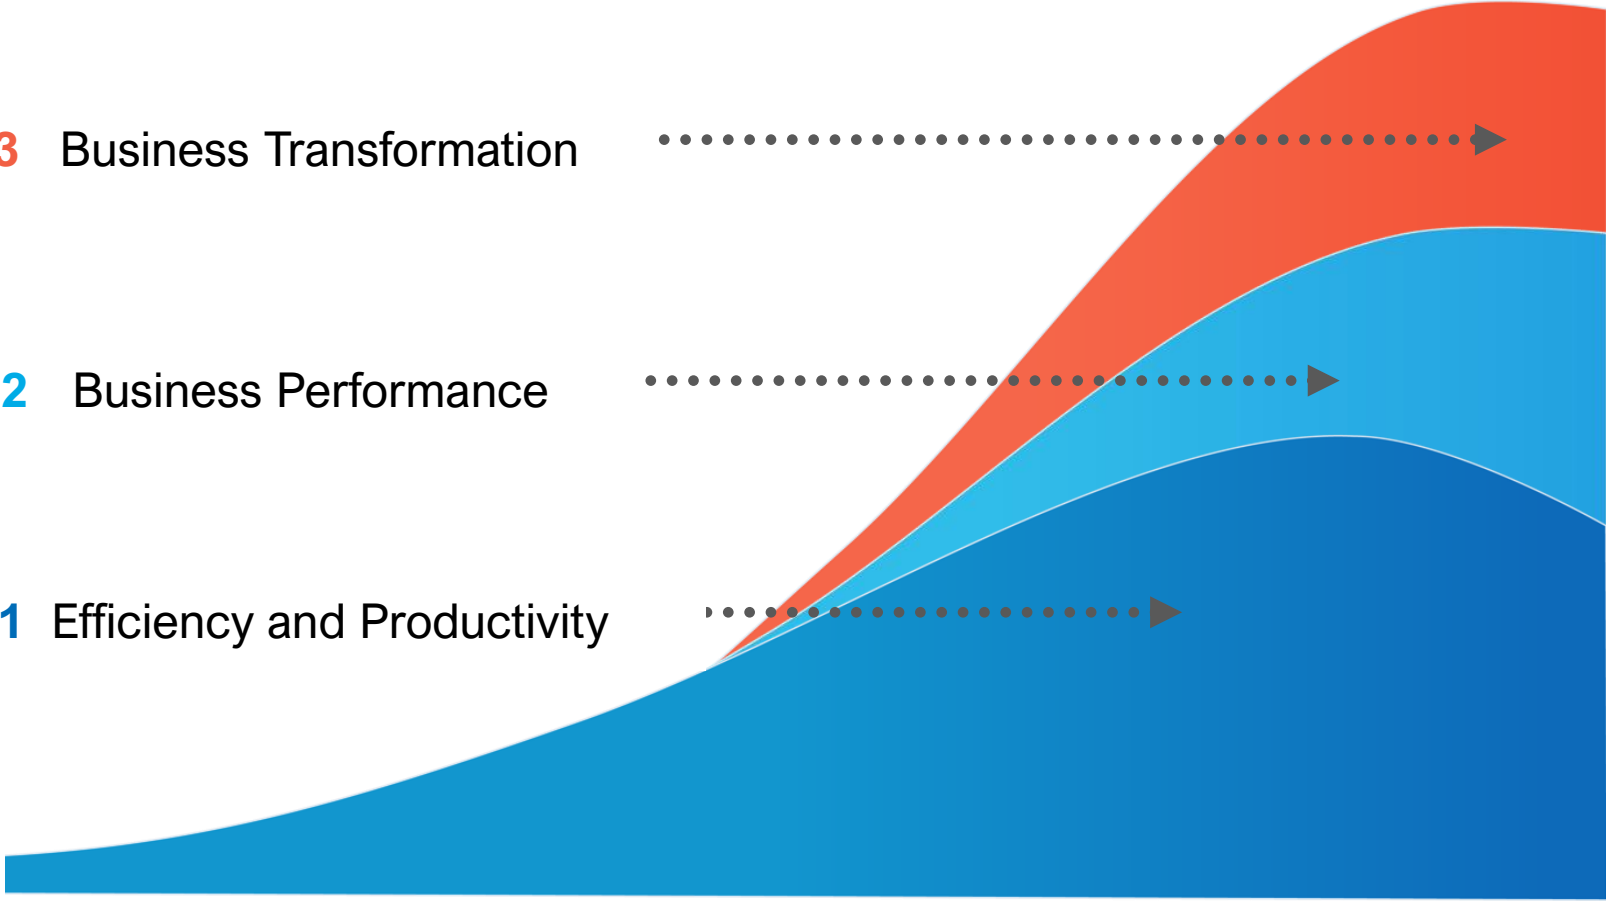 3 Business Transformation
2 Business Performance
1 Efficiency and Productivity